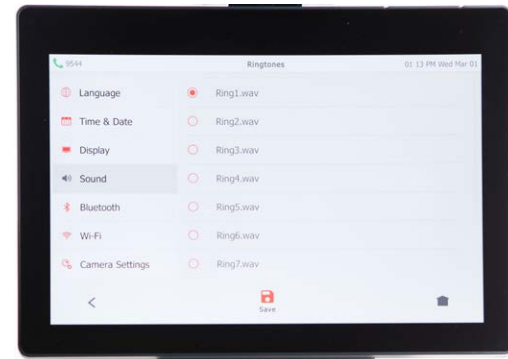 9544 Ringtones 01 13 PM Wed Mar 01
Language Ring1.wav
Time & Date Ring2.wav
Display Ring3.wav
Sound Ring4.wav
Bluetooth Ring5.wav
Wi-Fi Ring6.wav
Camera Settings Ring7.wav
Save